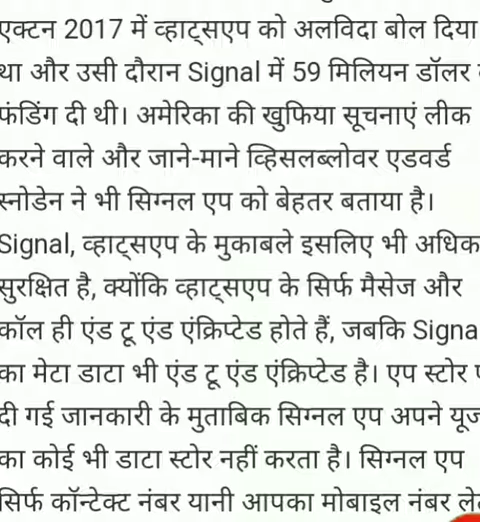 एक्टन 2017 में व्हाट्सएप को अलविदा बोल दिया
था और उसी दौरान Signal में 59 मिलियन डॉलर
फंडिंग दी थी। अमेरिका की खुफिया सूचनाएं लीक
करने वाले और जाने-माने व्हिसलब्लोवर एडवर्ड
स्नोडेन ने भी सिग्नल एप को बेहतर बताया है।
Signal, व्हाट्सएप के मुकाबले इसलिए भी अधिक
सुरक्षित है, क्योंकि व्हाट्सएप के सिर्फ मैसेज और
कॉल ही एंड टू एंड एंक्रिप्टेड होते हैं, जबकि Signa
का मेटा डाटा भी एंड टू एंड एंक्रिप्टेड है। एप स्टोर
दी गई जानकारी के मुताबिक सिग्नल एप अपने यूज
का कोई भी डाटा स्टोर नहीं करता है। सिग्नल एप
सिर्फ कॉन्टेक्ट नंबर यानी आपका मोबाइल नंबर